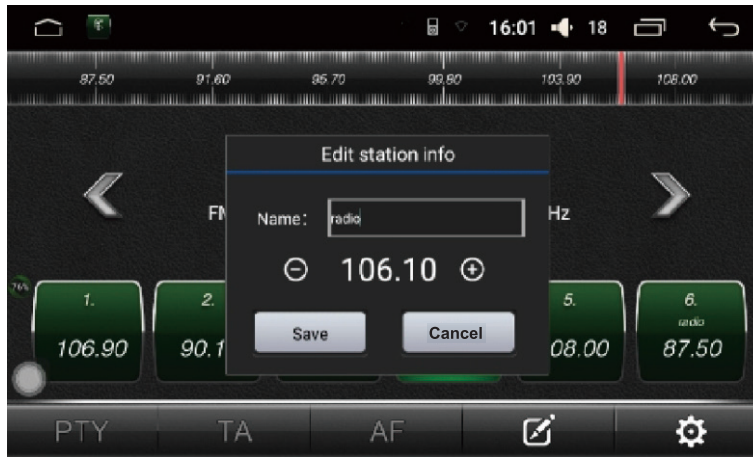 16:01 18
87.50 91.60 95.70 99.80 103.90 108.00
Edit station info
FM Name: radio Hz
106.10
76%
1. 2. 5. 6.
radio
106.90 90.1 08.00 87.50
Save Cancel
PTY TA AF